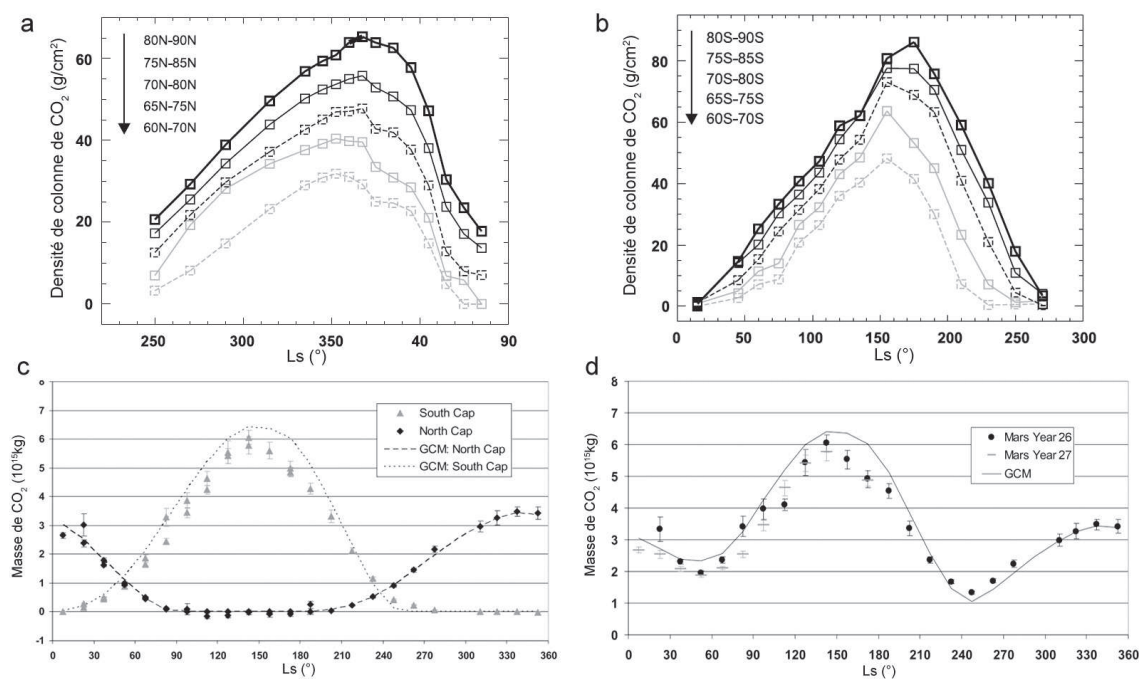 a
Densité de colonne de CO₂ (g/cm²)
60
40
20
0
80N-90N
75N-85N
70N-80N
65N-75N
60N-70N
250 300 350 40 90
Ls (°)
b
Densité de colonne de CO₂ (g/cm²)
80
60
40
20
0
80S-90S
75S-85S
70S-80S
65S-75S
60S-70S
0 50 100 150 200 250 300
Ls (°)
c
Masse de CO₂ (10¹⁵kg)
7
6
5
4
3
2
1
0
-1
South Cap
North Cap
GCM: North Cap
GCM: South Cap
0 30 60 90 120 150 180 210 240 270 300 330 360
Ls (°)
d
Masse de CO₂ (10¹⁵kg)
8
7
6
5
4
3
2
1
0
Mars Year 26
Mars Year 27
GCM
0 30 60 90 120 150 180 210 240 270 300 330 360
Ls (°)